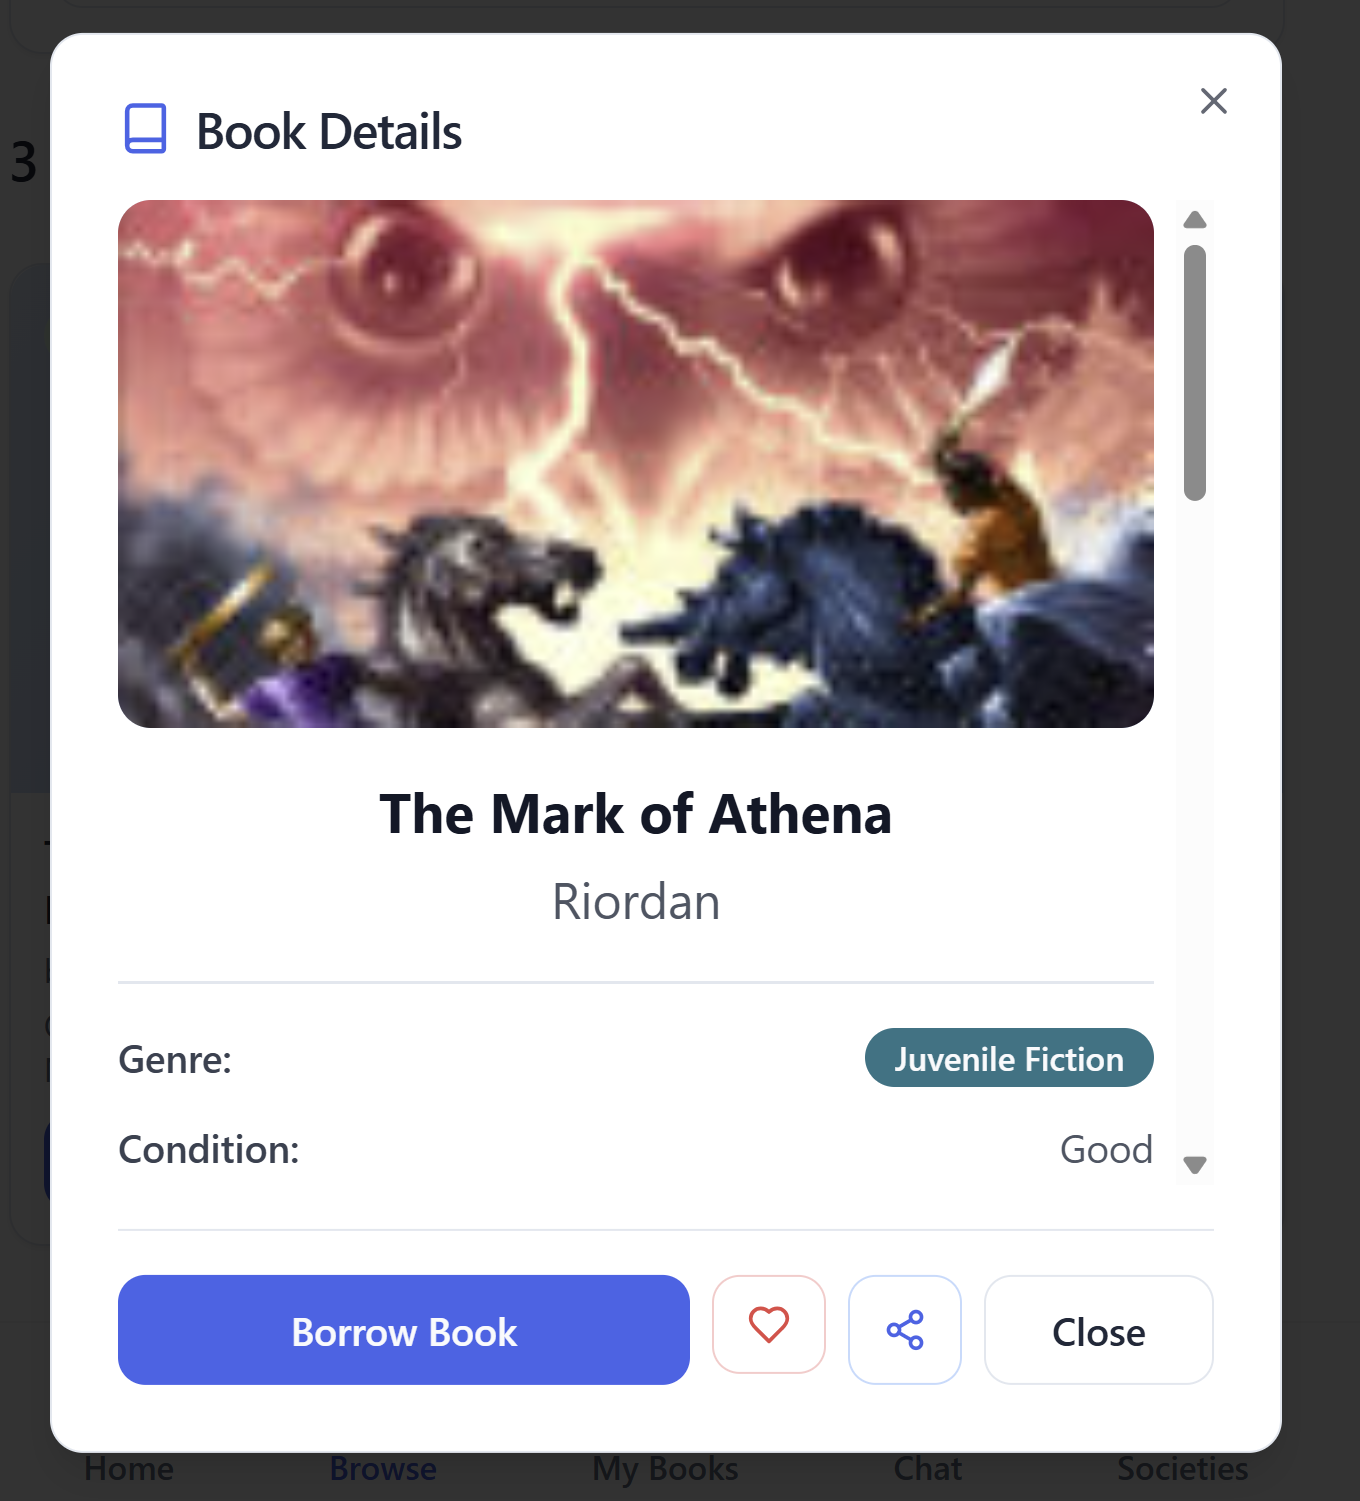 Book Details
3
The Mark of Athena
Riordan
Genre:
Juvenile Fiction
Condition:
Good
Borrow Book
Close
Home
Browse
My Books
Chat
Societies